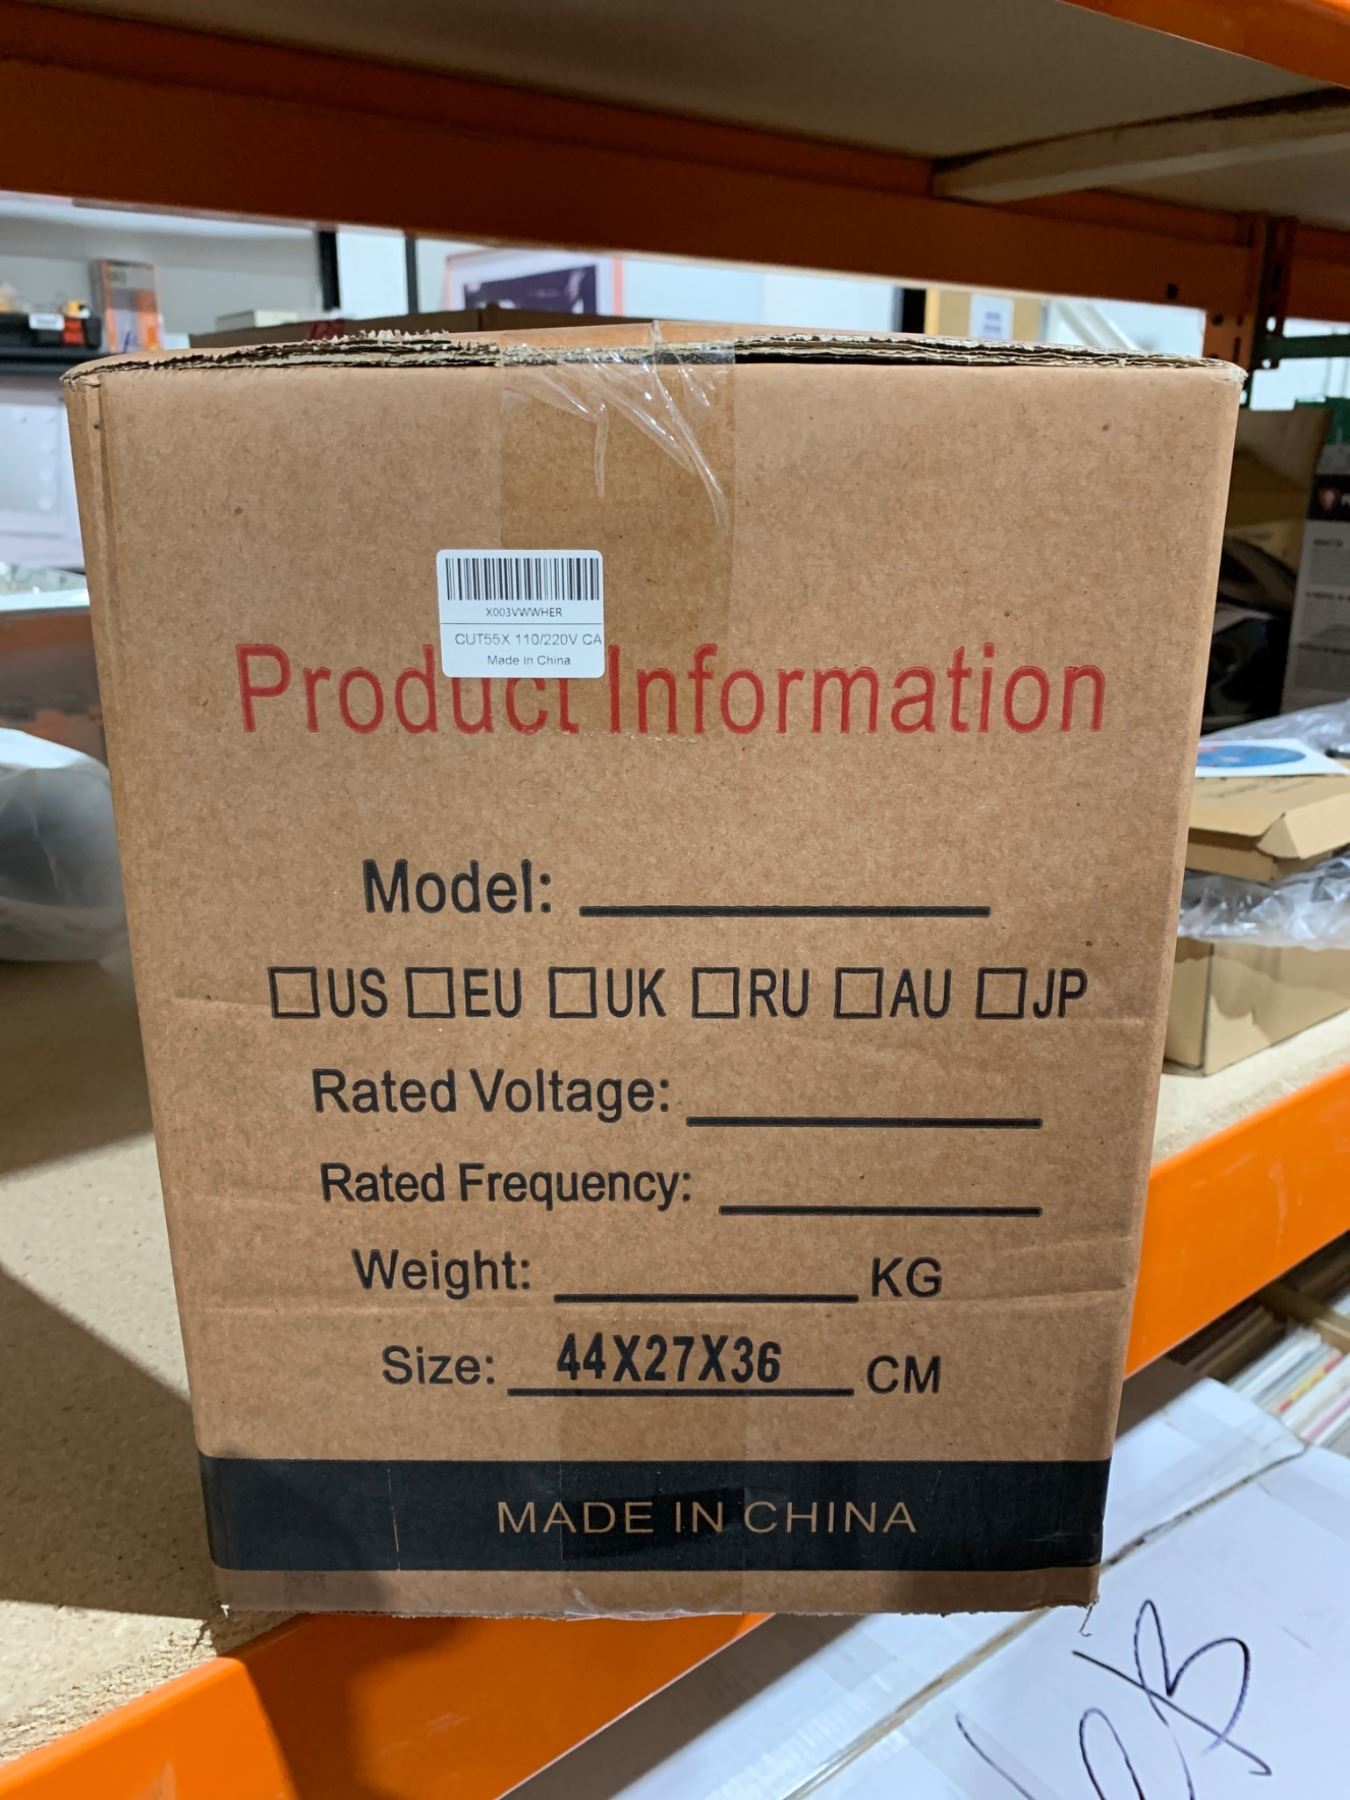 X003VWWHER
CUT55X 110/220V CA
Made in China
Product Information
Model:
US EU UK RU AU JP
Rated Voltage:
Rated Frequency:
Weight: KG
Size: 44X27X36 CM
MADE IN CHINA